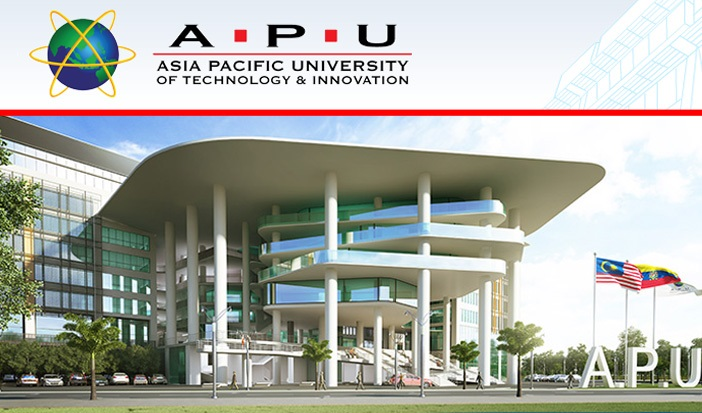 A·P·U
ASIA PACIFIC UNIVERSITY
OF TECHNOLOGY & INNOVATION
A.P.U